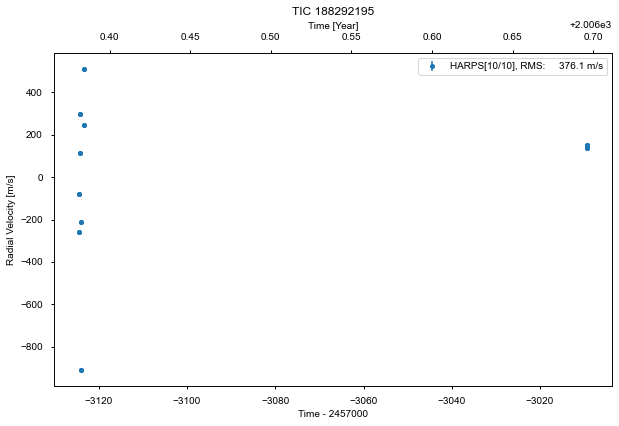 TIC 188292195
Time [Year]
+2.006e3
0.40 0.45 0.50 0.55 0.60 0.65 0.70
HARPS[10/10], RMS: 376.1 m/s
400
200
0
−200
−400
−600
−800
Radial Velocity [m/s]
−3120 −3100 −3080 −3060 −3040 −3020
Time - 2457000